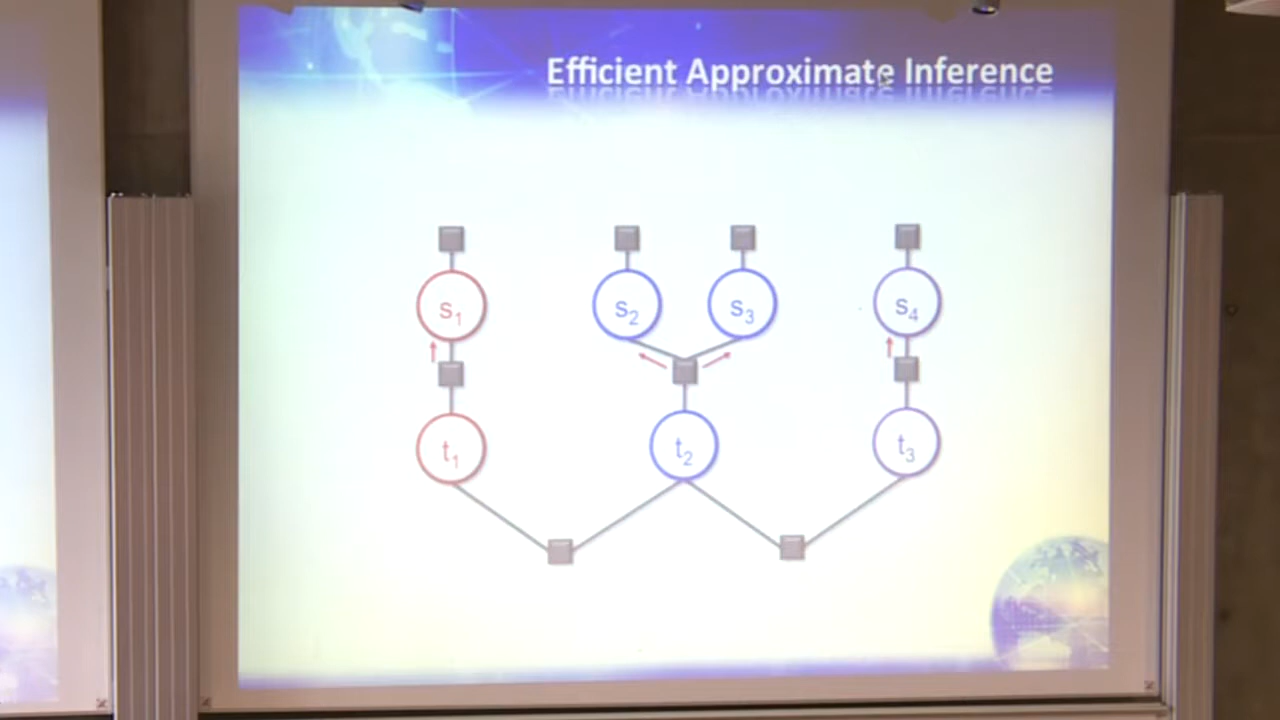 Efficient Approximate Inference
s1 s2 s3 s4
t1 t2 t3